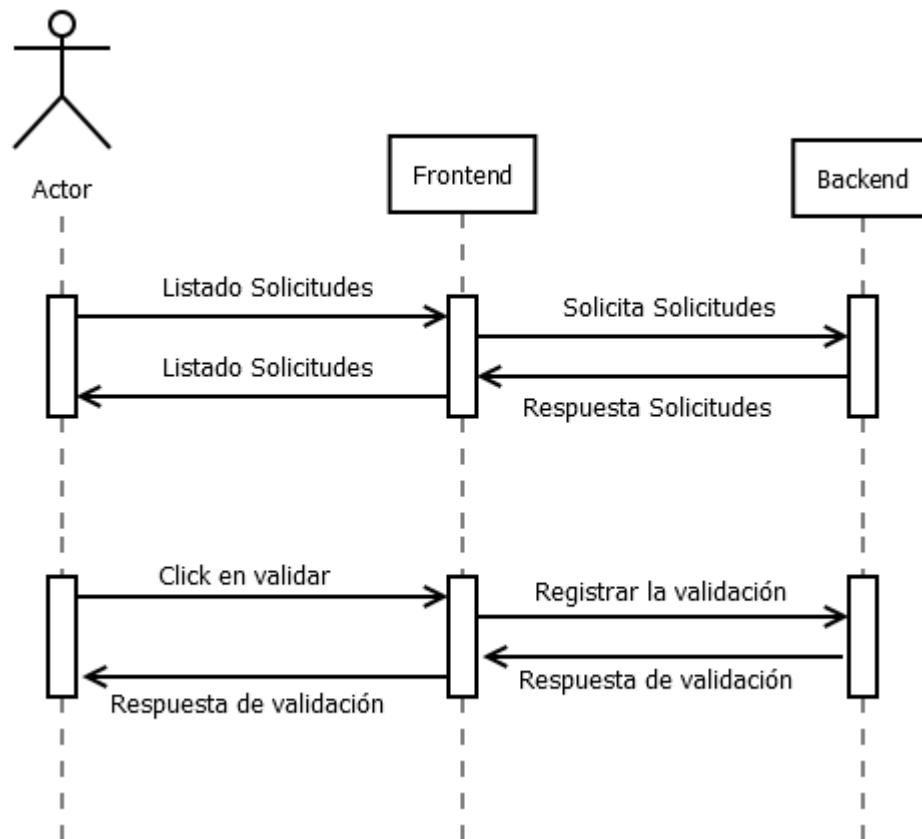 Actor
Frontend
Backend
Listado Solicitudes
Solicita Solicitudes
Listado Solicitudes
Respuesta Solicitudes
Click en validar
Registrar la validación
Respuesta de validación
Respuesta de validación